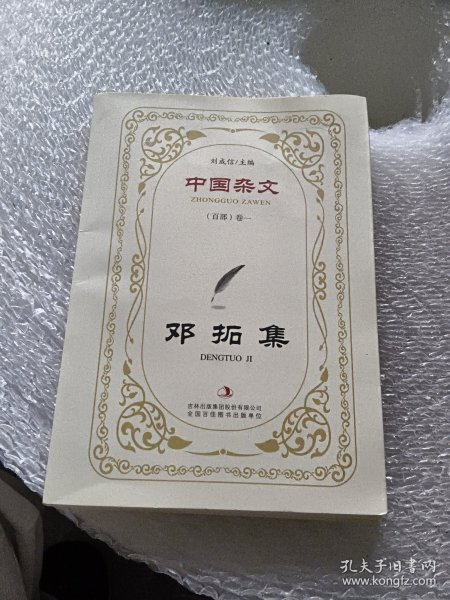 刘成信/主编
中国杂文
ZHONGGUO ZAWEN
(百部)卷一
邓拓集
DENGTUO JI
吉林出版集团股份有限公司
全国百佳图书出版单位
孔夫子旧书网
www.kongfz.com